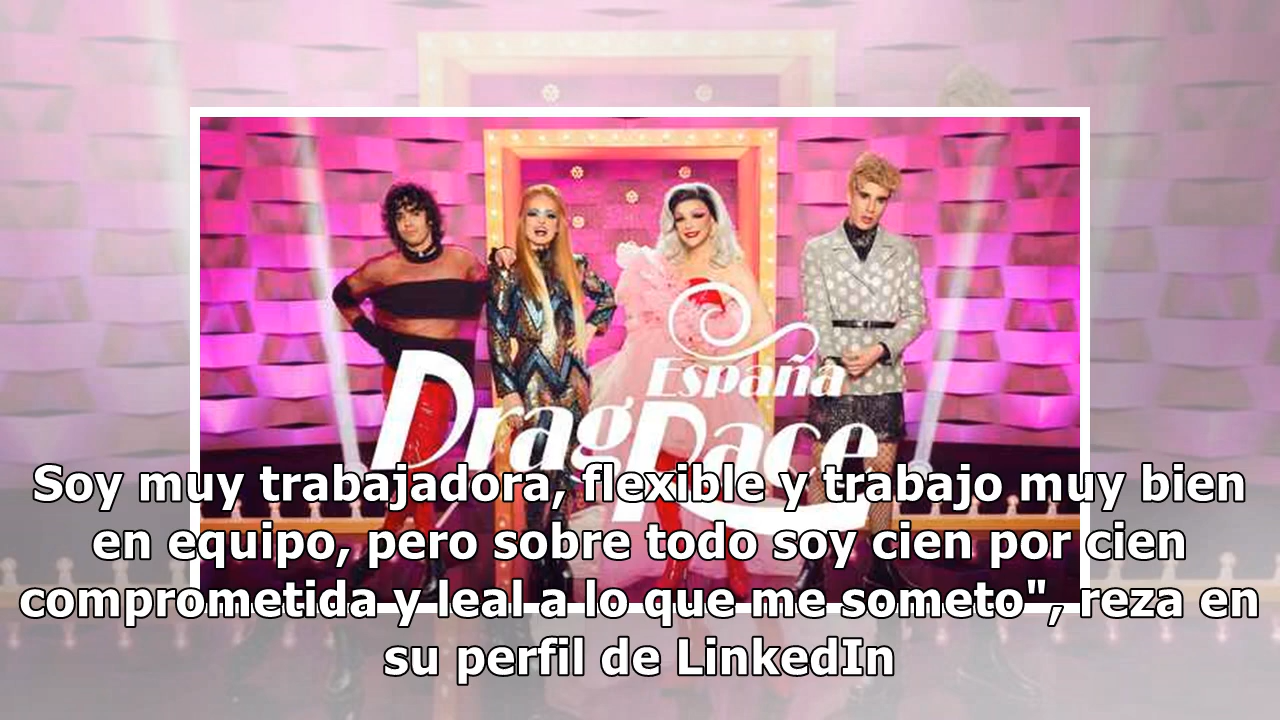 España
Drag Race
Soy muy trabajadora, flexible y trabajo muy bien
en equipo, pero sobre todo soy cien por cien
comprometida y leal a lo que me someto", reza en
su perfil de LinkedIn